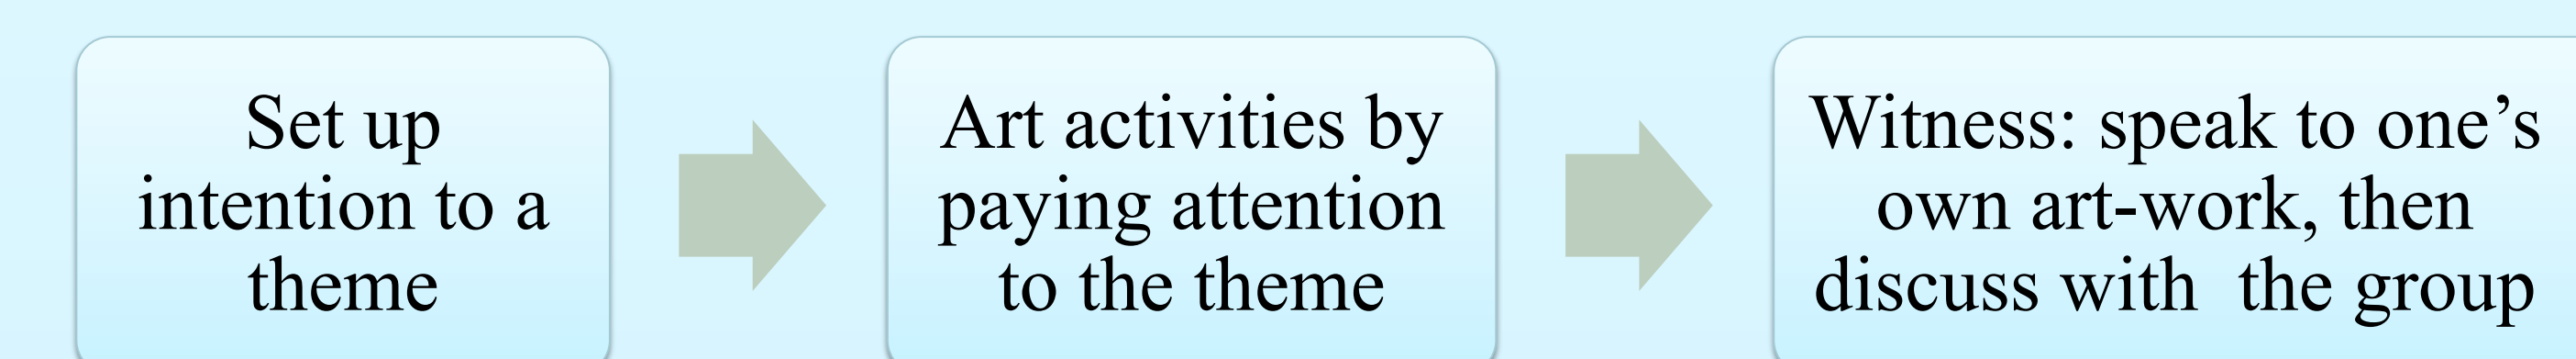 Set up
intention to a
theme
Art activities by
paying attention
to the theme
Witness: speak to one’s
own art-work, then
discuss with  the group